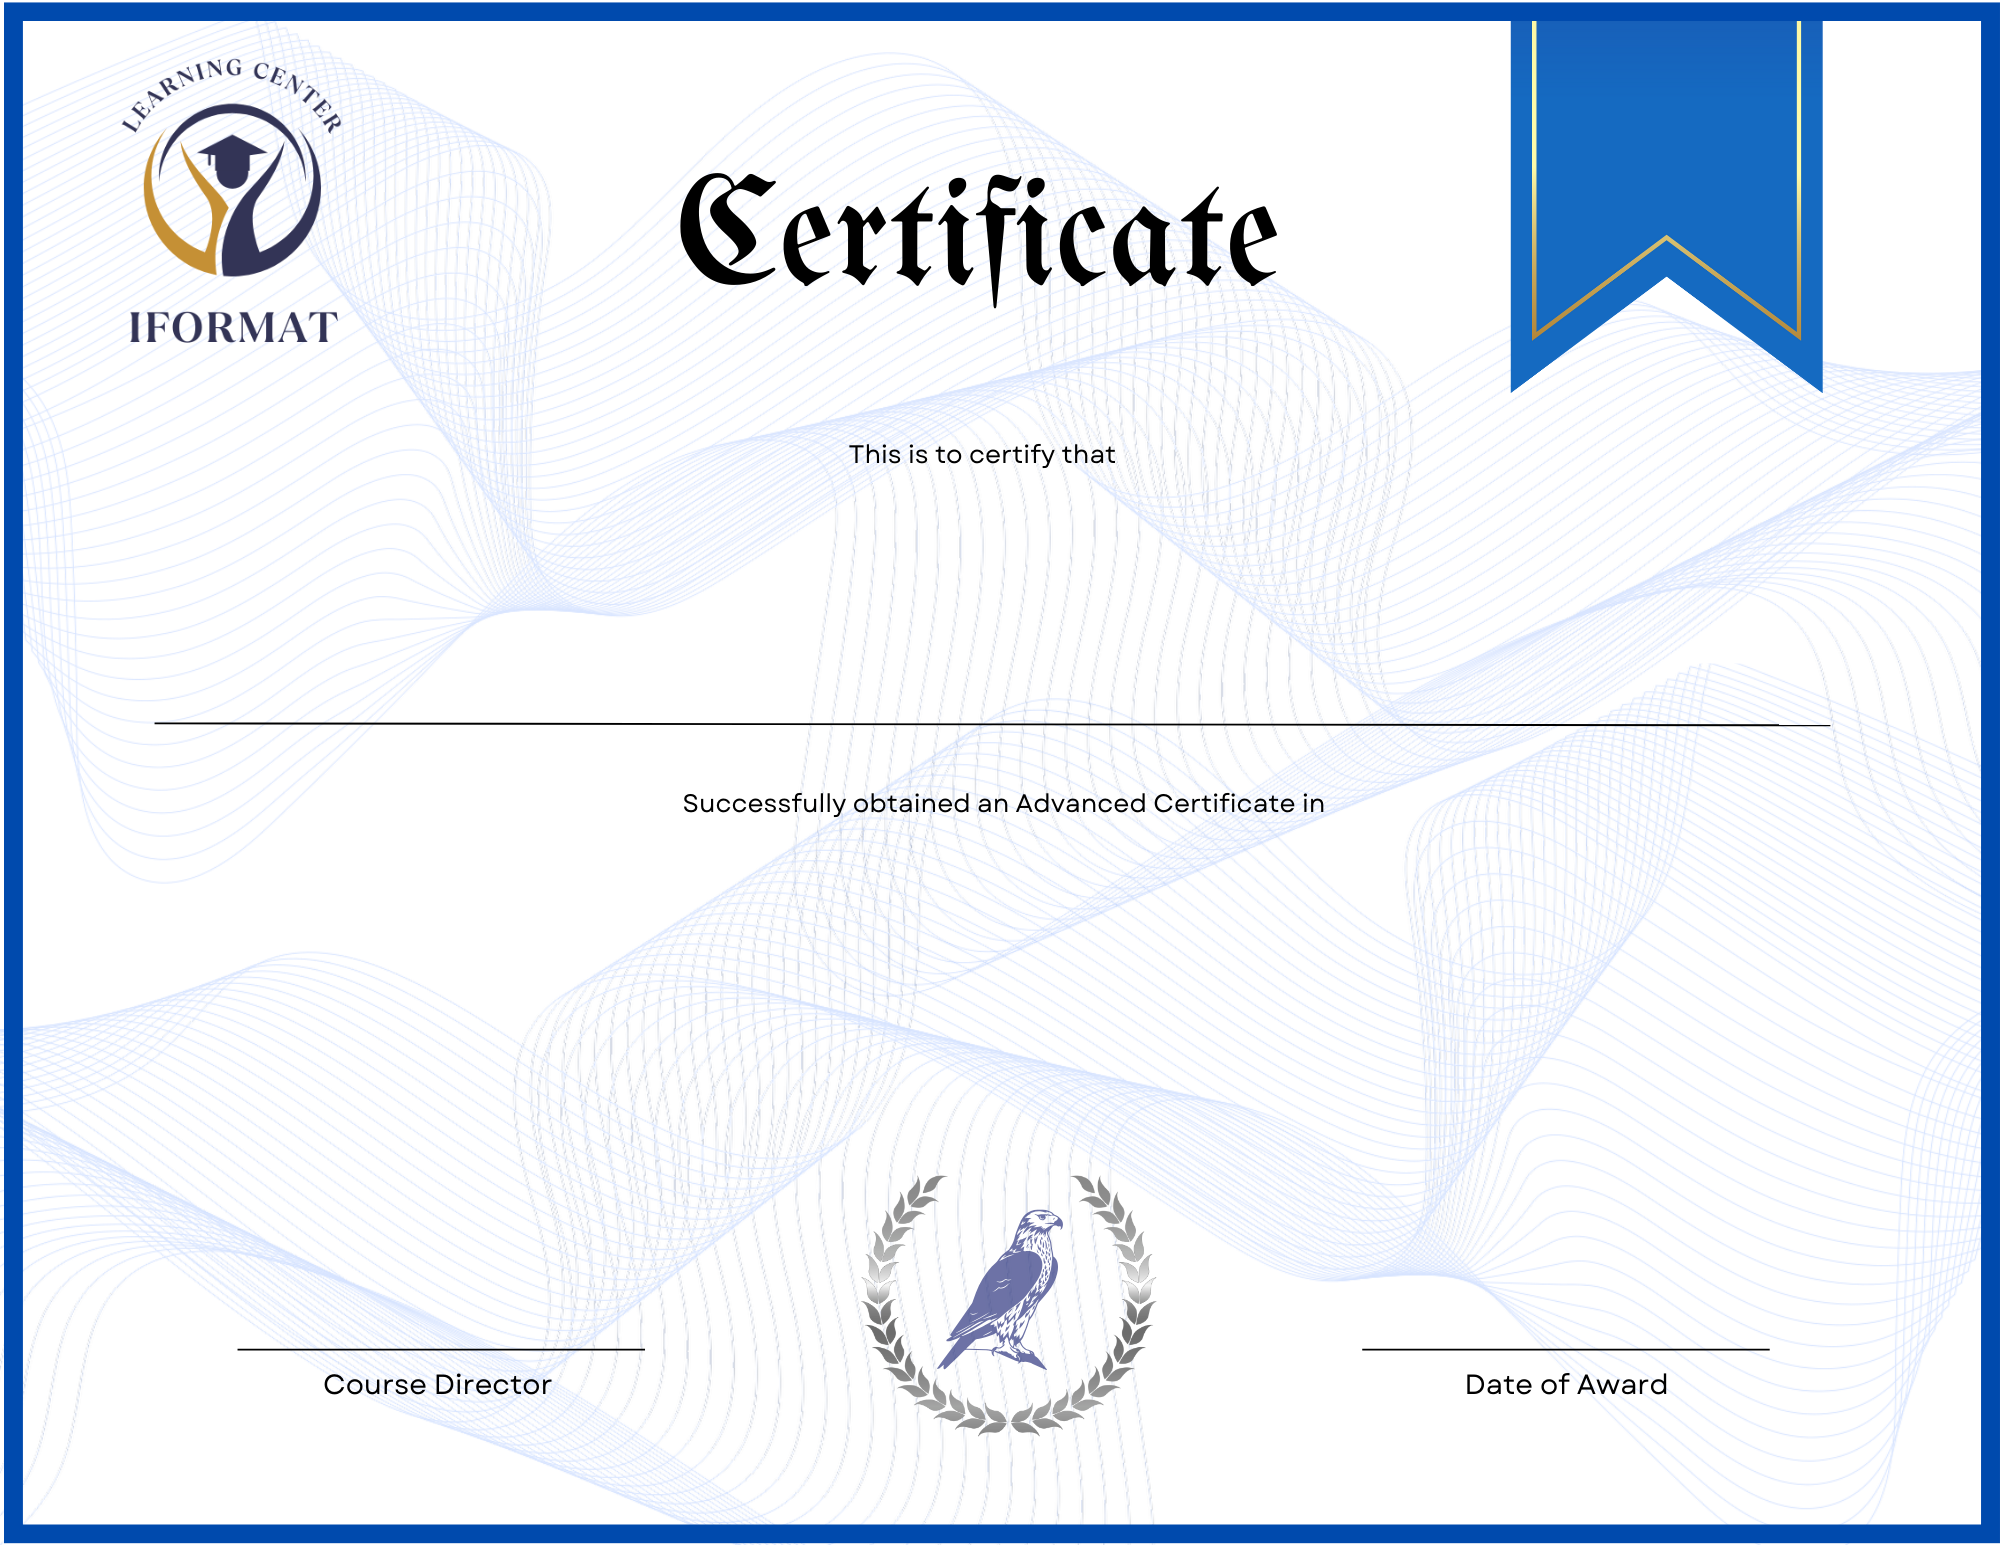 LEARNING CENTER
IFORMAT
Certificate
This is to certify that
Successfully obtained an Advanced Certificate in
Course Director
Date of Award